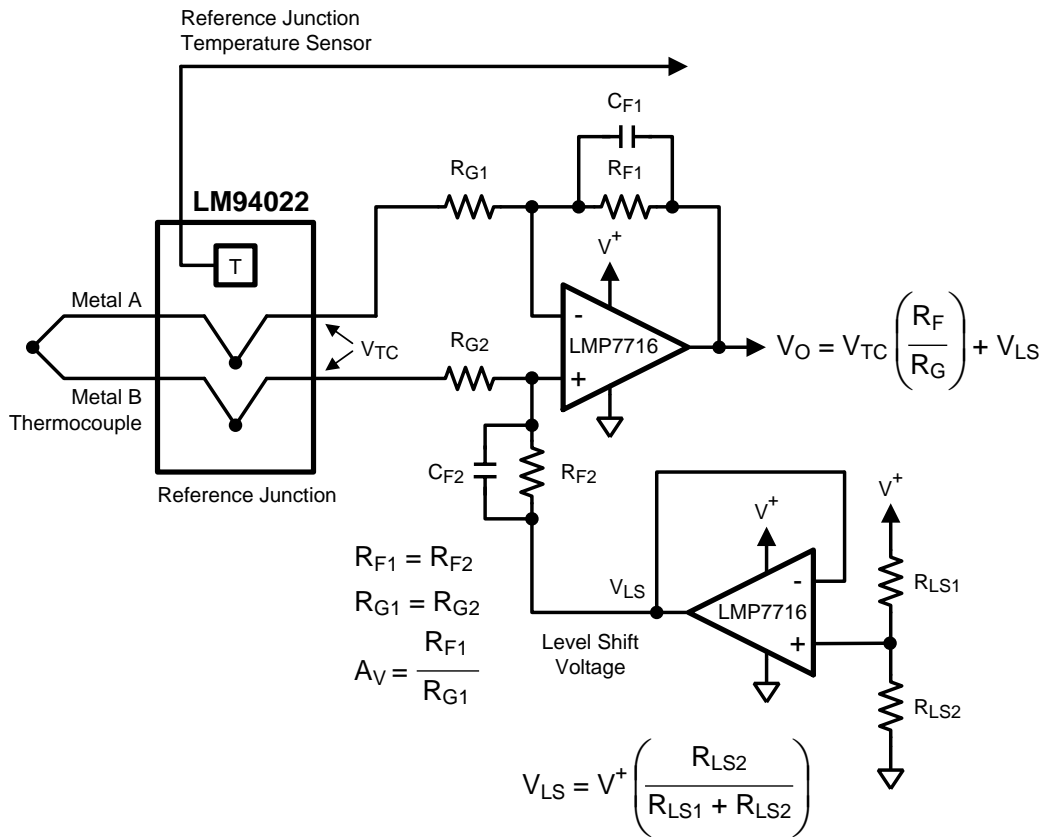 Reference Junction
Temperature Sensor
CF1
RG1
RF1
LM94022
V+
T
Metal A
-
VTC
RG2
LMP7716
VO = VTC (RF / RG) + VLS
+
Metal B
Thermocouple
CF2
RF2
Reference Junction
V+
V+
RF1 = RF2
-
RLS1
VLS
LMP7716
RG1 = RG2
+
Level Shift
Voltage
AV = RF1 / RG1
RLS2
VLS = V+ (RLS2 / RLS1 + RLS2)